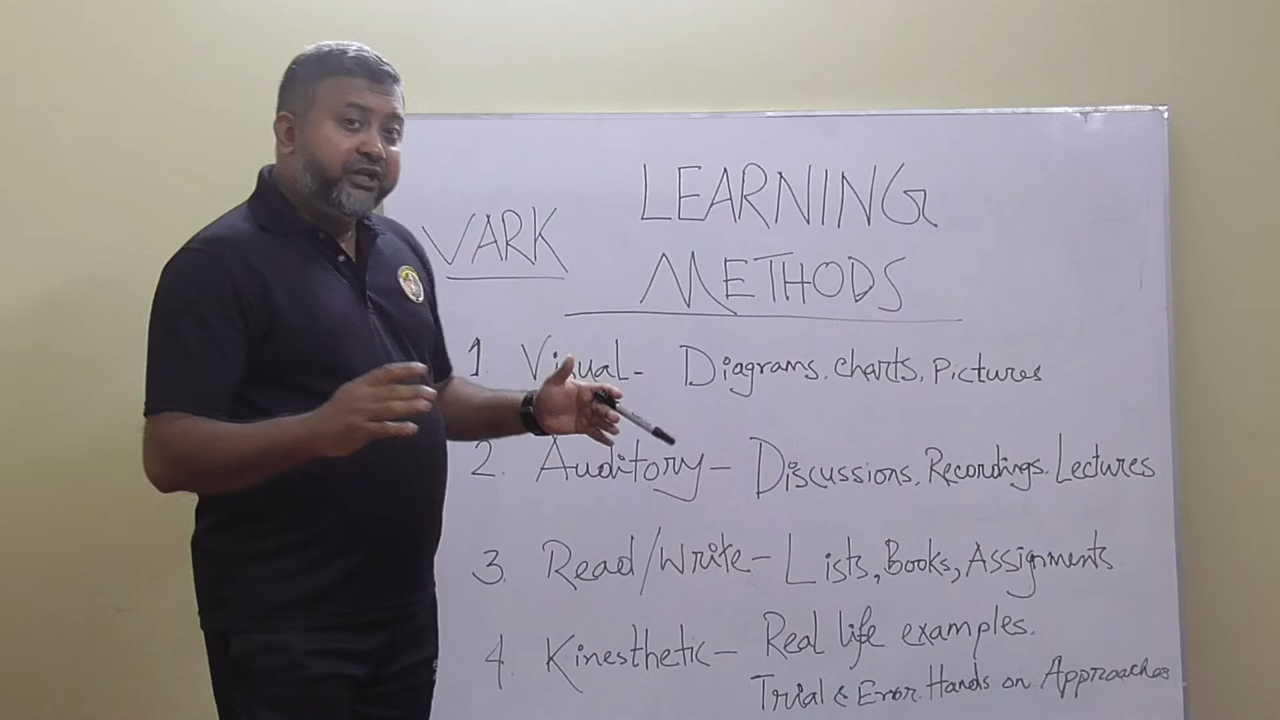 LEARNING
VARK
METHODS
1. Visual- Diagrams, Charts, Pictures
2. Auditory - Discussions, Recordings, Lectures
3. Read/Write - Lists, Books, Assignments
4. Kinesthetic - Real life examples.
Trial & Error. Hands on Approaches